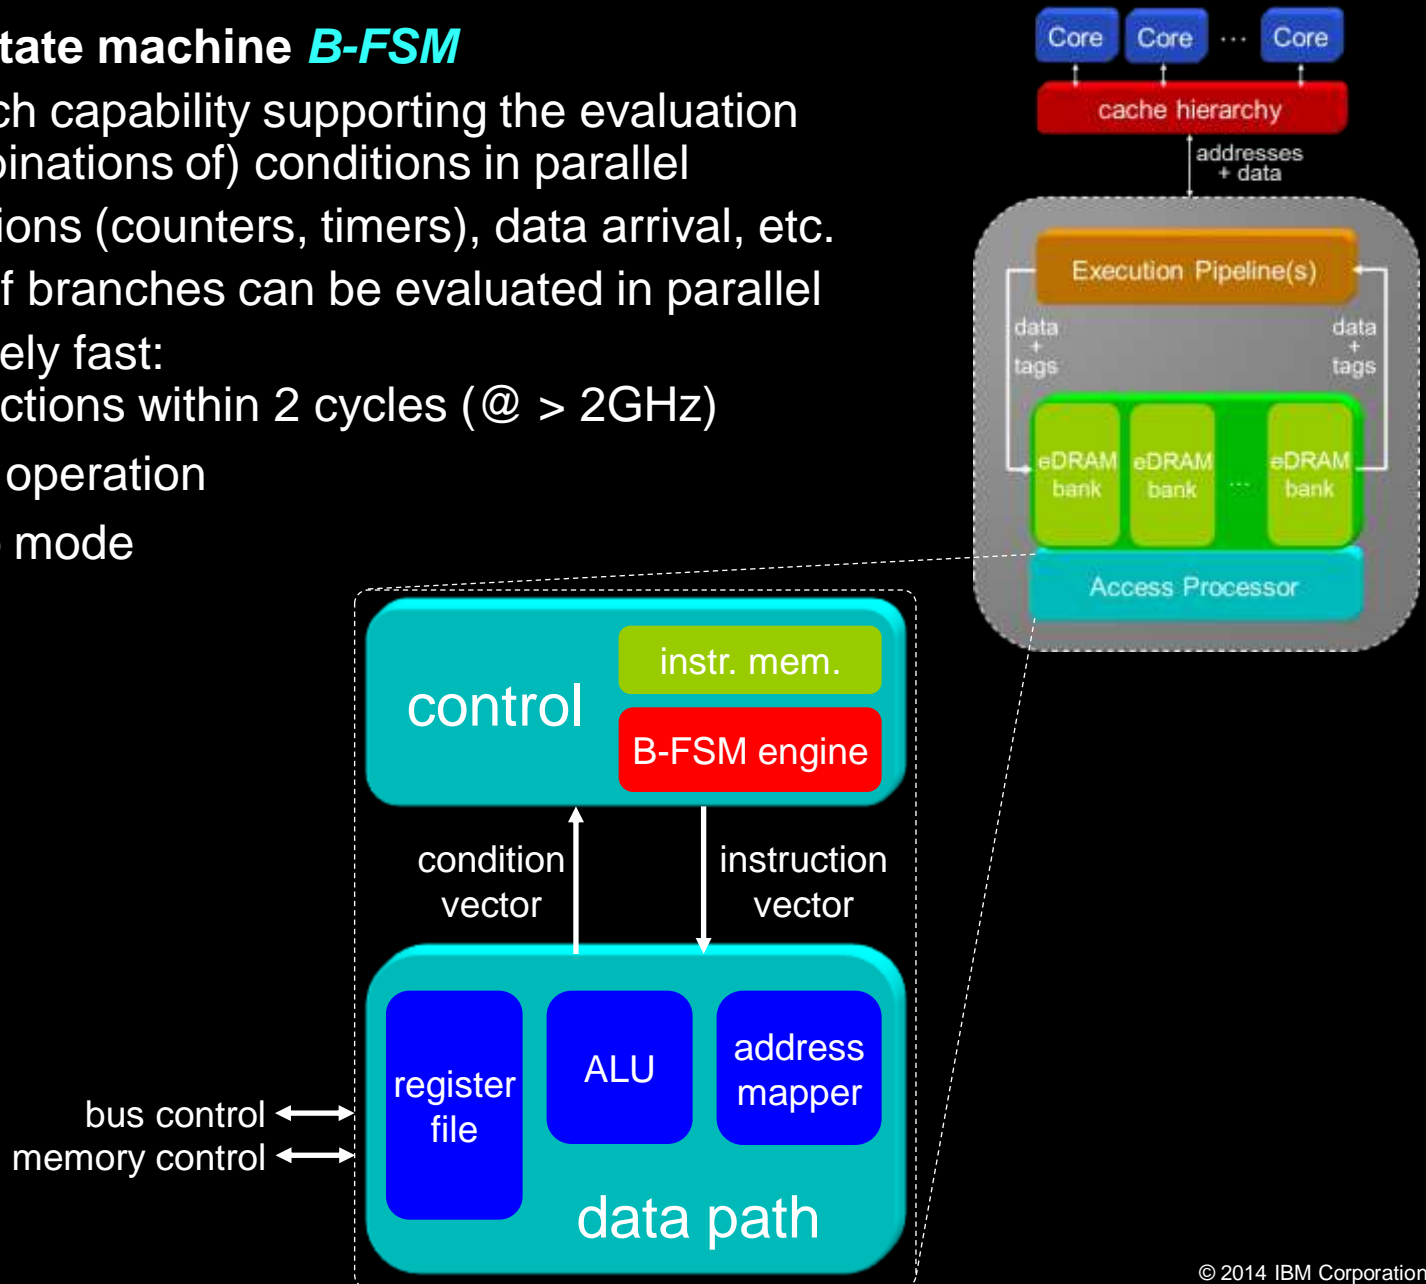 tate machine B-FSM
ch capability supporting the evaluation
binations of) conditions in parallel
ions (counters, timers), data arrival, etc.
f branches can be evaluated in parallel
ely fast:
ctions within 2 cycles (@ > 2GHz)
operation
mode
Core Core ... Core
cache hierarchy
addresses
+ data
Execution Pipeline(s)
data
+
tags
data
+
tags
eDRAM
bank
eDRAM
bank
...
eDRAM
bank
Access Processor
control
instr. mem.
B-FSM engine
condition
vector
instruction
vector
register
file
ALU
address
mapper
data path
bus control
memory control
© 2014 IBM Corporation